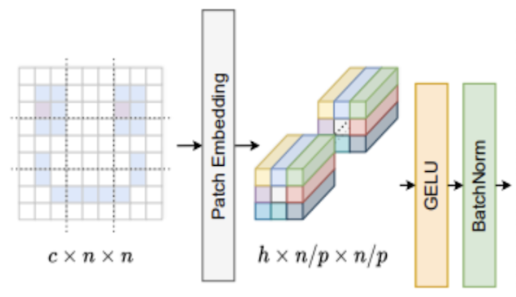 Patch Embedding
c × n × n
h × n/p × n/p
GELU
BatchNorm